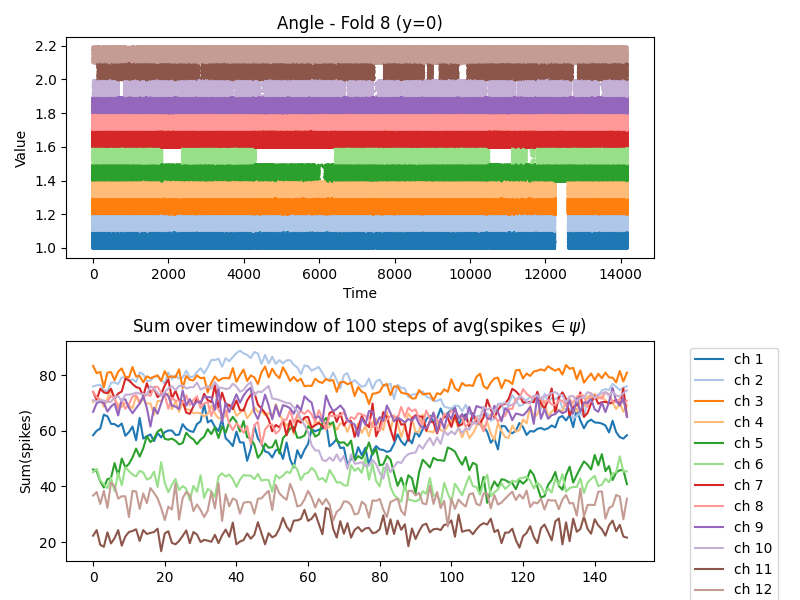 Angle - Fold 8 (y=0)
Value
2.2
2.0
1.8
1.6
1.4
1.2
1.0
0 2000 4000 6000 8000 10000 12000 14000
Time
Sum over timewindow of 100 steps of avg(spikes ∈ ψ)
Sum(spikes)
80
60
40
20
0 20 40 60 80 100 120 140
ch 1
ch 2
ch 3
ch 4
ch 5
ch 6
ch 7
ch 8
ch 9
ch 10
ch 11
ch 12